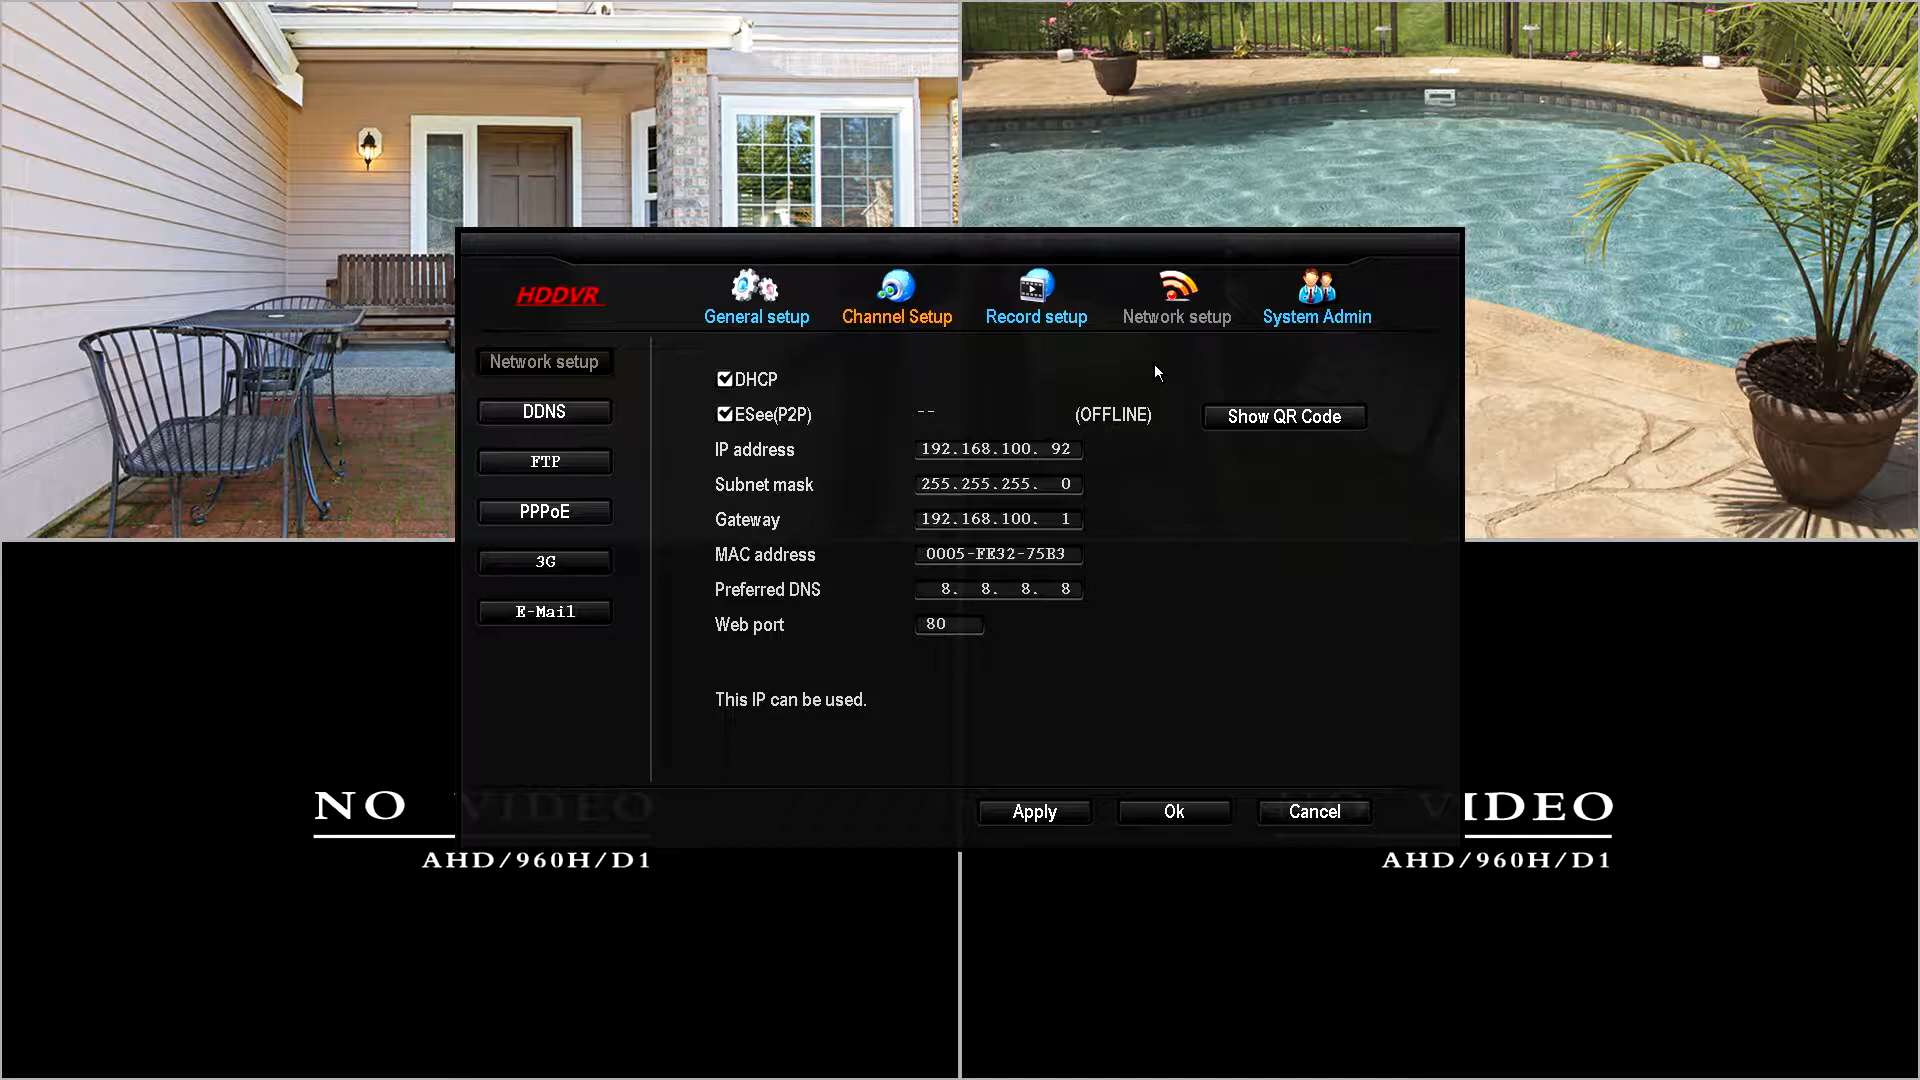 HDDVR
General setup
Channel Setup
Record setup
Network setup
System Admin
Network setup
DDNS
FTP
PPPoE
3G
E-Mail
DHCP
ESee(P2P) -- (OFFLINE) Show QR Code
IP address 192.168.100. 92
Subnet mask 255.255.255. 0
Gateway 192.168.100. 1
MAC address 0005-FE32-75B3
Preferred DNS 8. 8. 8. 8
Web port 80
This IP can be used.
Apply Ok Cancel
NO VIDEO
AHD/960H/D1
NO VIDEO
AHD/960H/D1